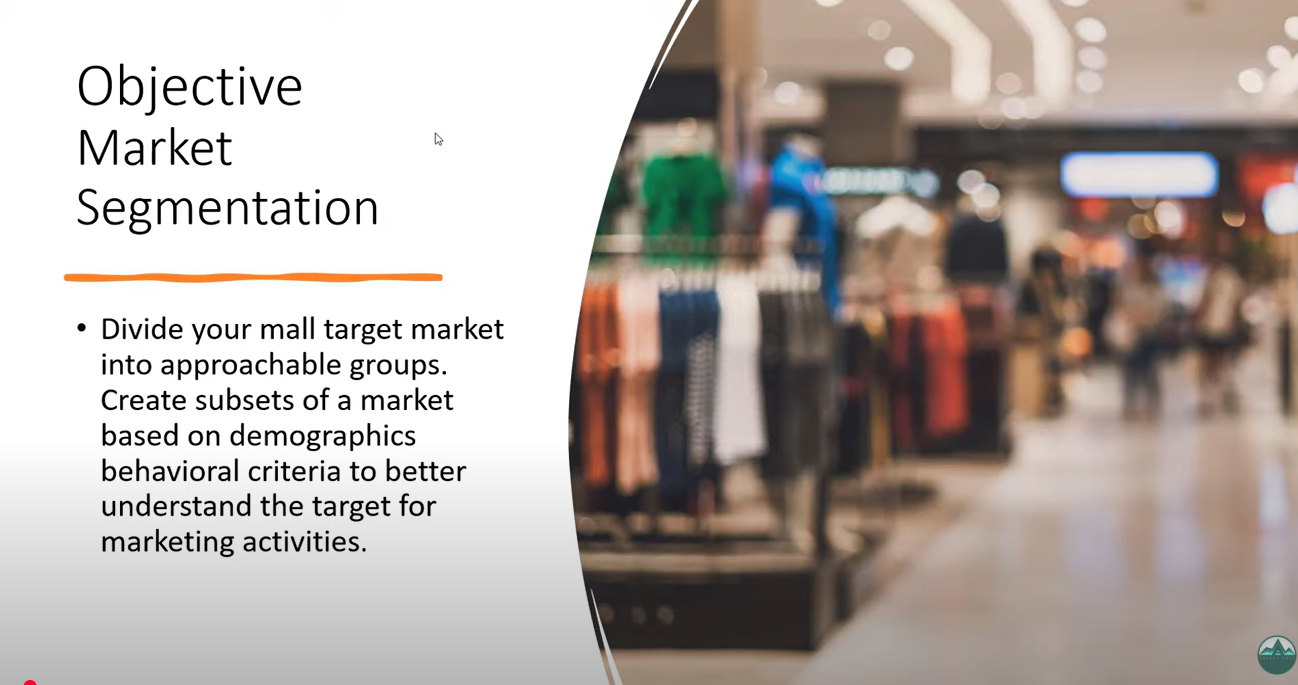 Objective
Market
Segmentation
• Divide your mall target market
into approachable groups.
Create subsets of a market
based on demographics
behavioral criteria to better
understand the target for
marketing activities.